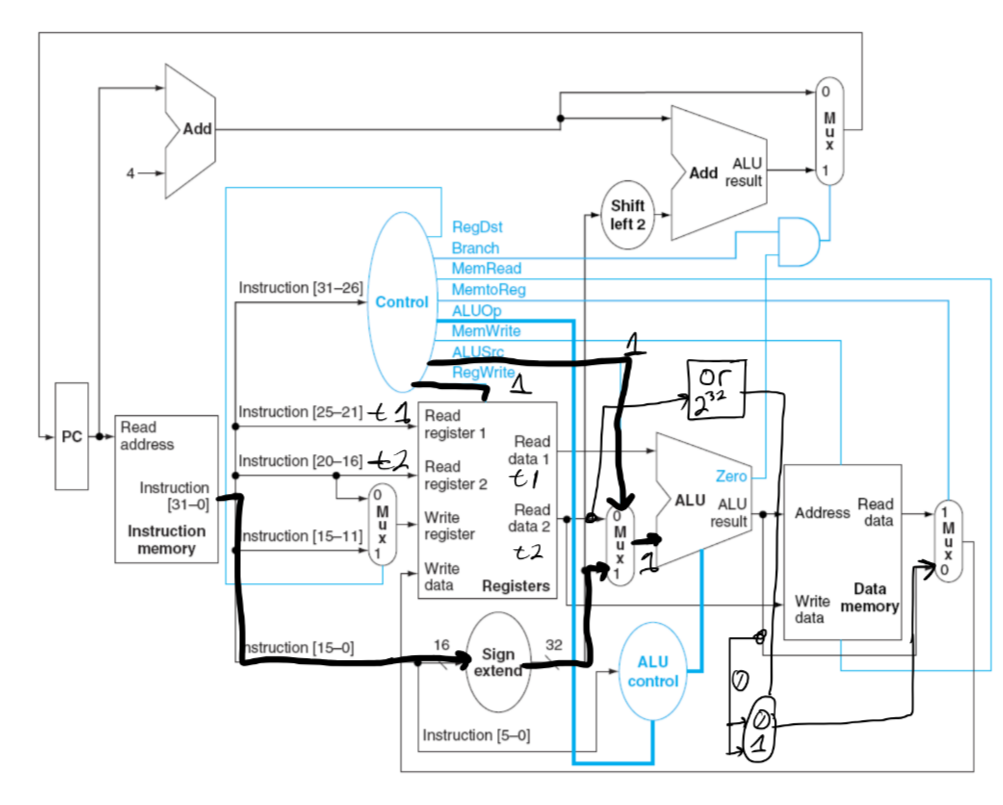 Add
4
0
M
u
x
1
Add
ALU
result
Shift
left 2
RegDst
Branch
MemRead
MemtoReg
ALUOp
MemWrite
ALUSrc
RegWrite
Control
Instruction [31–26]
1
1
or
2^32
PC
Read
address
Instruction
[31–0]
Instruction
memory
Instruction [25–21] t1
Instruction [20–16] t2
Instruction [15–11]
0
M
u
x
1
Read
register 1
Read
register 2
Write
register
Write
data
Registers
Read
data 1
t1
Read
data 2
t2
0
M
u
x
1
1
Zero
ALU
ALU
result
Address
Read
data
Write
data
Data
memory
1
M
u
x
0
Instruction [15–0]
16
Sign
extend
32
ALU
control
Instruction [5–0]
0
0
1